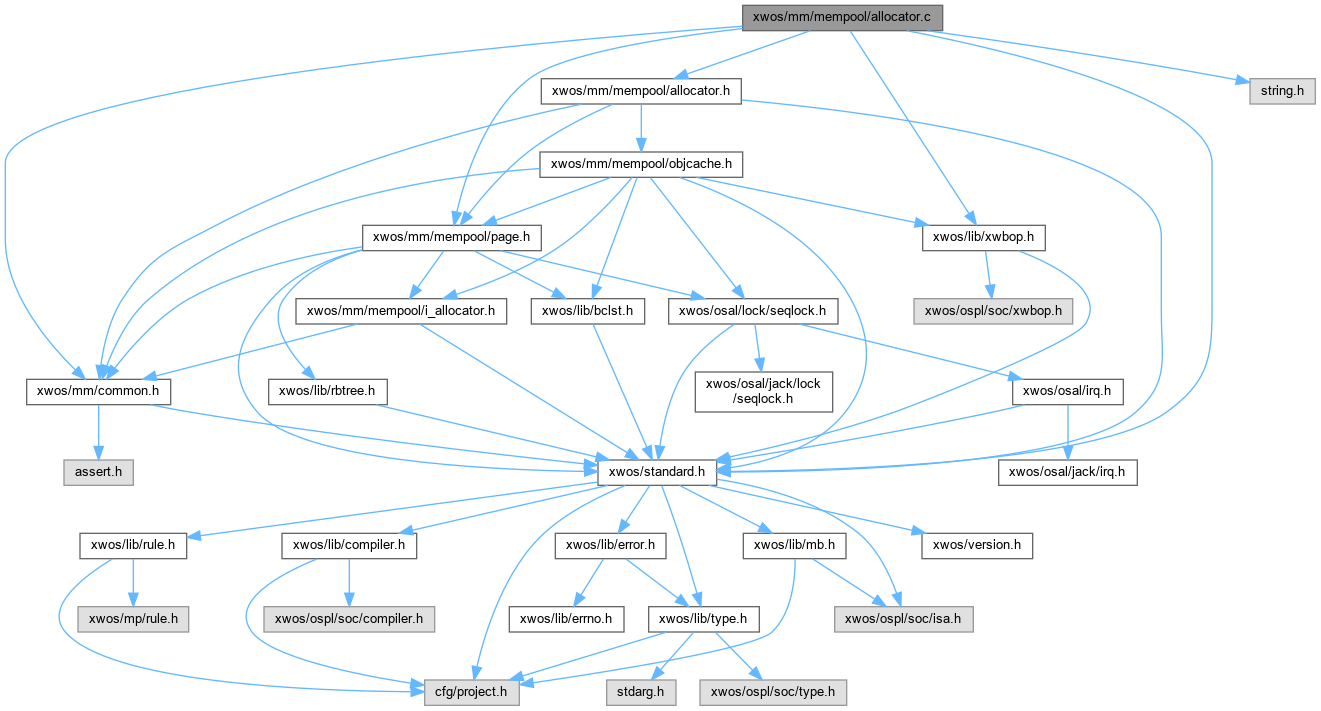 xwos/mm/mempool/allocator.c
xwos/mm/mempool/allocator.h
string.h
xwos/mm/mempool/objcache.h
xwos/mm/mempool/page.h
xwos/lib/xwbop.h
xwos/mm/mempool/i_allocator.h
xwos/lib/bclst.h
xwos/osal/lock/seqlock.h
xwos/ospl/soc/xwbop.h
xwos/mm/common.h
xwos/lib/rbtree.h
xwos/osal/jack/lock
/seqlock.h
xwos/osal/irq.h
assert.h
xwos/standard.h
xwos/osal/jack/irq.h
xwos/lib/rule.h
xwos/lib/compiler.h
xwos/lib/error.h
xwos/lib/mb.h
xwos/version.h
xwos/mp/rule.h
xwos/ospl/soc/compiler.h
xwos/lib/errno.h
xwos/lib/type.h
xwos/ospl/soc/isa.h
cfg/project.h
stdarg.h
xwos/ospl/soc/type.h